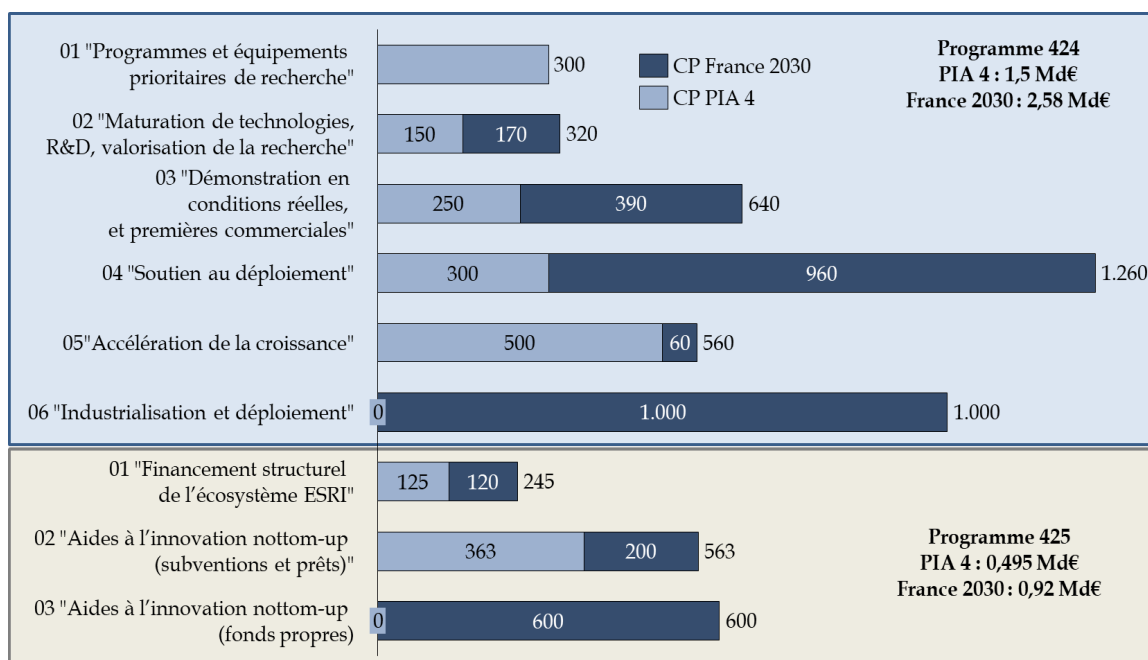 01 "Programmes et équipements
prioritaires de recherche"
300
CP France 2030
CP PIA 4
Programme 424
PIA 4 : 1,5 Md€
France 2030 : 2,58 Md€
02 "Maturation de technologies,
R&D, valorisation de la recherche"
150 170 320
03 "Démonstration en
conditions réelles,
et premières commerciales"
250 390 640
04 "Soutien au déploiement"
300 960 1.260
05"Accélération de la croissance"
500 60 560
06 "Industrialisation et déploiement"
0 1.000 1.000
01 "Financement structurel
de l'écosystème ESRI"
125 120 245
02 "Aides à l'innovation nottom-up
(subventions et prêts)"
363 200 563
Programme 425
PIA 4 : 0,495 Md€
France 2030 : 0,92 Md€
03 "Aides à l'innovation nottom-up
(fonds propres)
0 600 600